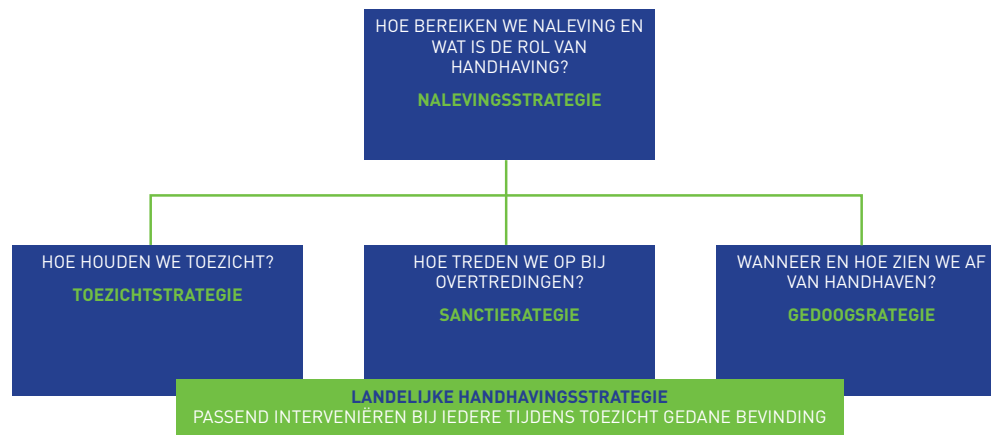 HOE BEREIKEN WE NALEVING EN
WAT IS DE ROL VAN
HANDHAVING?
NALEVINGSSTRATEGIE
HOE HOUDEN WE TOEZICHT?
TOEZICHTSTRATEGIE
HOE TREDEN WE OP BIJ
OVERTREDINGEN?
SANCTIERATEGIE
WANNEER EN HOE ZIEN WE AF
VAN HANDHAVEN?
GEDOOGSRATEGIE
LANDELIJKE HANDHAVINGSSTRATEGIE
PASSEND INTERVENIËREN BIJ IEDERE TIJDENS TOEZICHT GEDANE BEVINDING